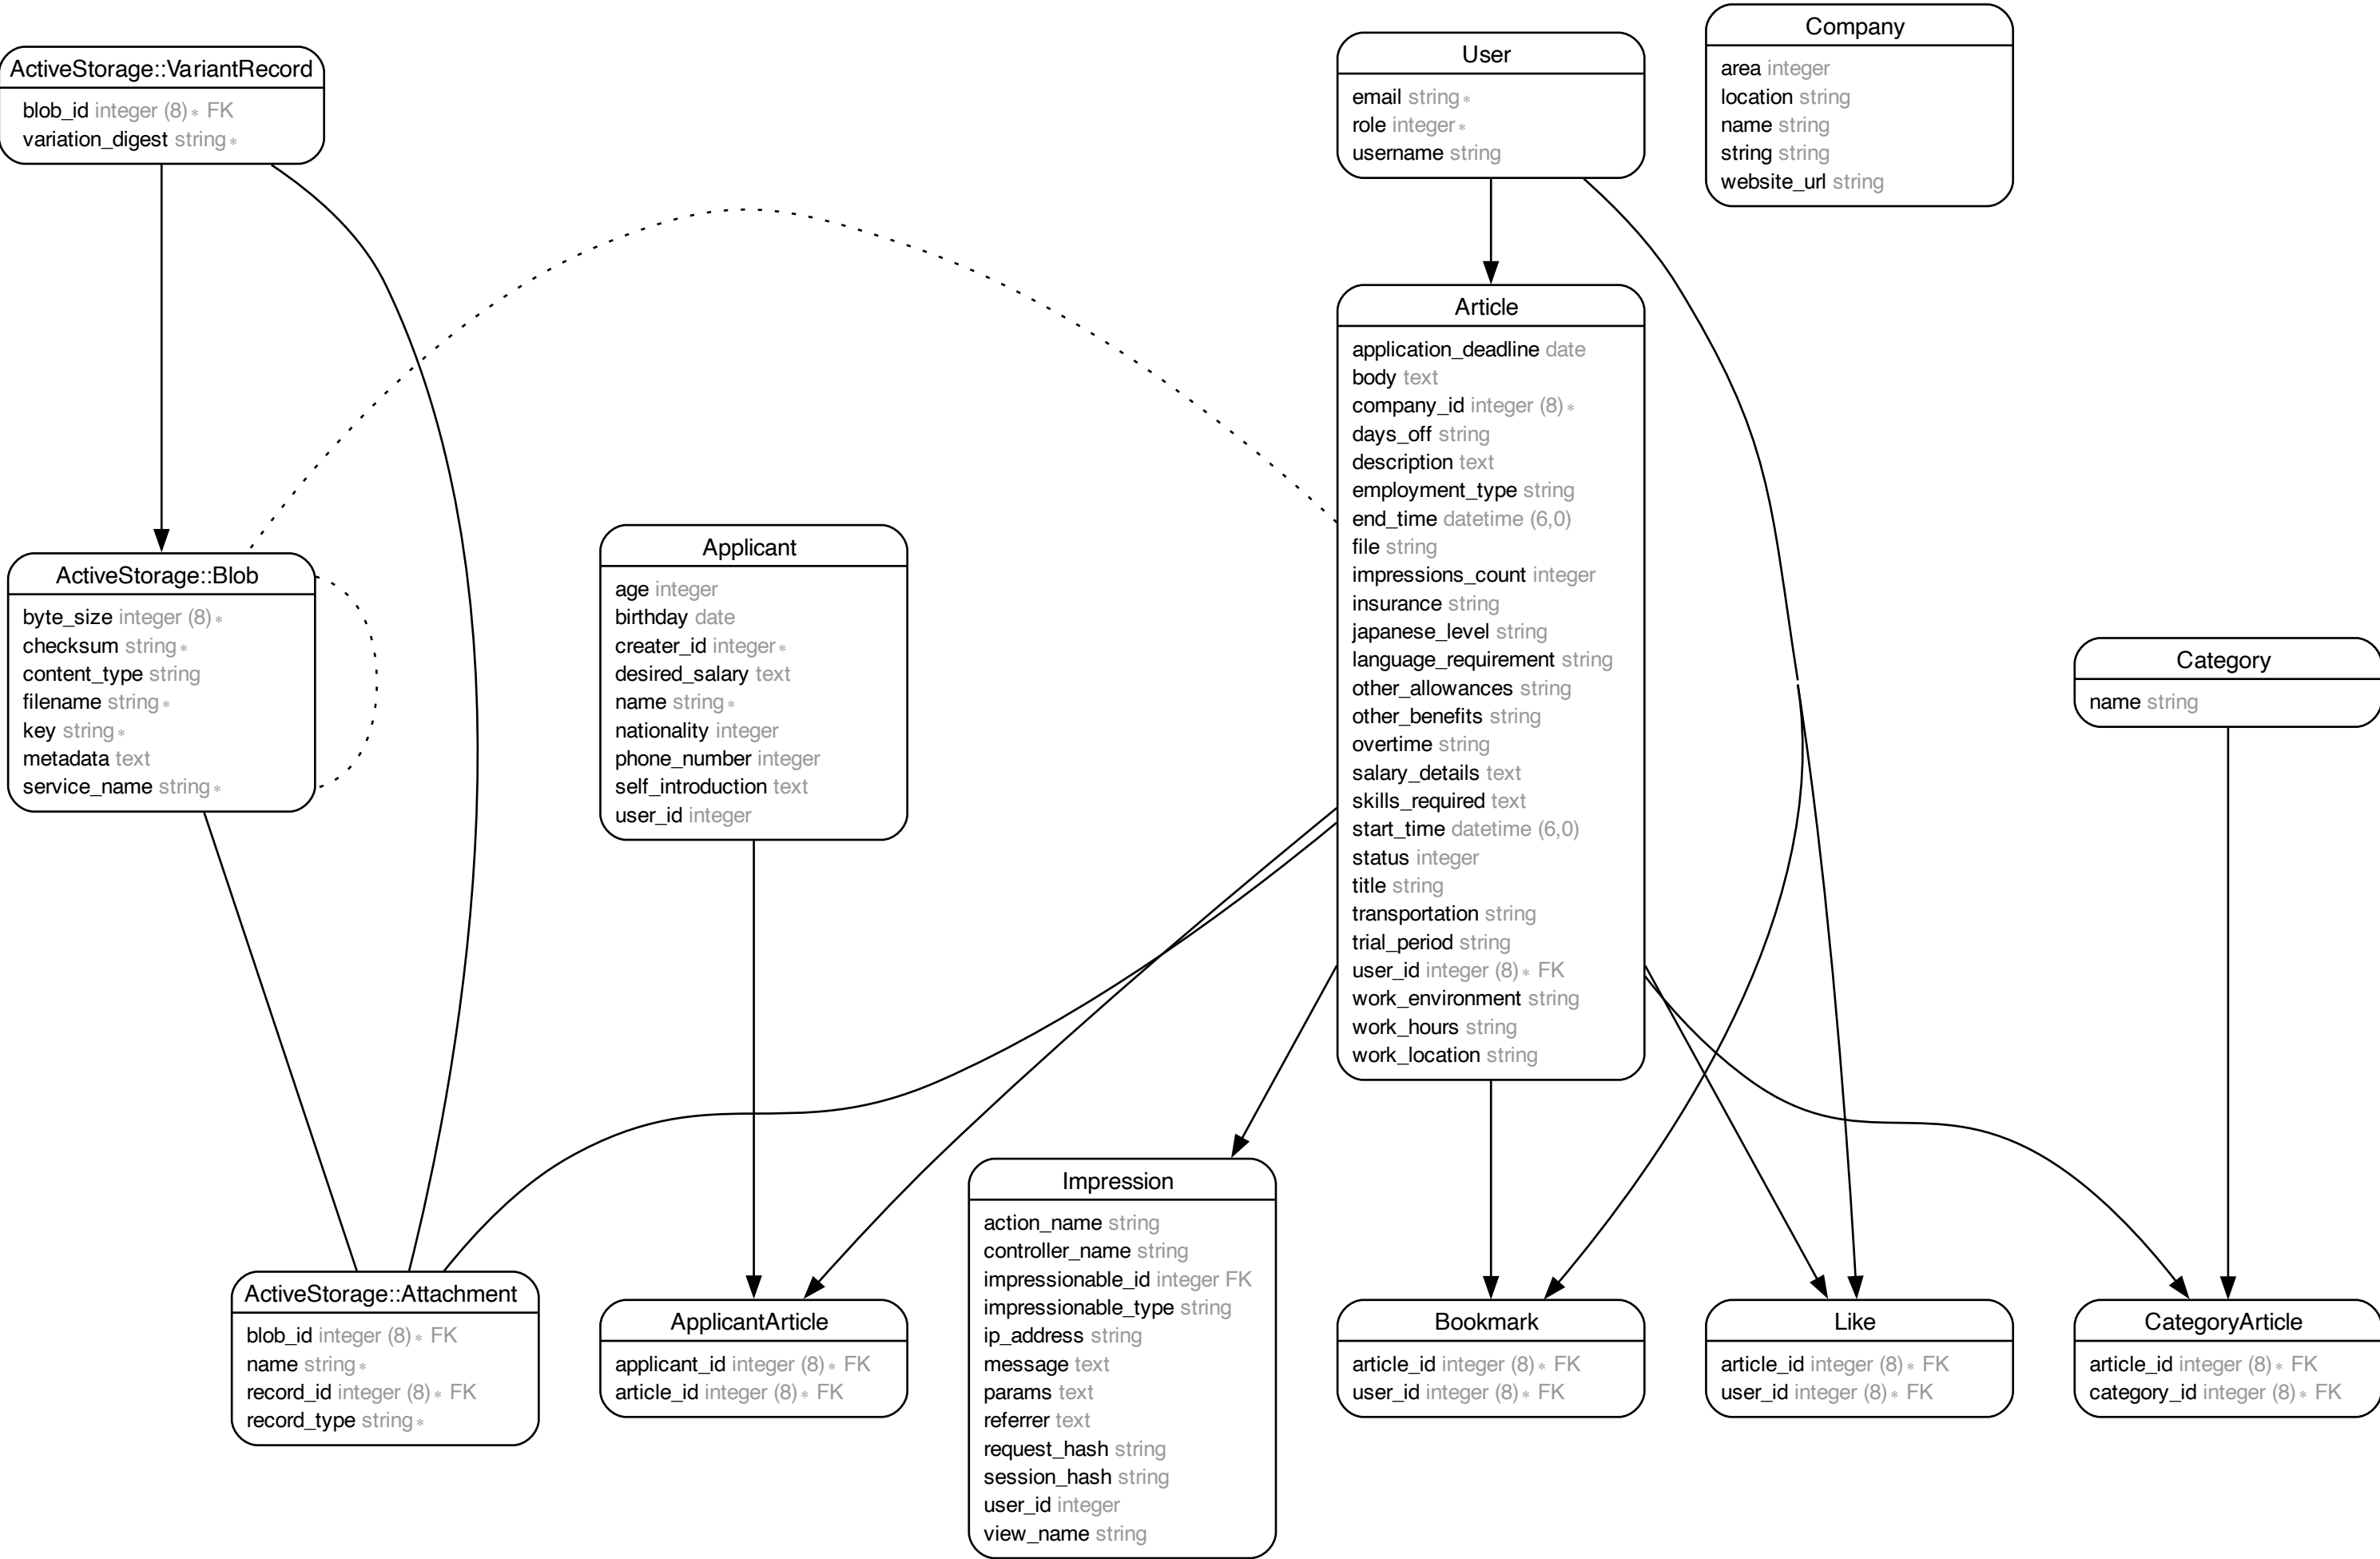 ActiveStorage::VariantRecord
blob_id integer (8) * FK
variation_digest string *
User
email string *
role integer *
username string
Company
area integer
location string
name string
string string
website_url string
Article
application_deadline date
body text
company_id integer (8) *
days_off string
description text
employment_type string
end_time datetime (6,0)
file string
impressions_count integer
insurance string
japanese_level string
language_requirement string
other_allowances string
other_benefits string
overtime string
salary_details text
skills_required text
start_time datetime (6,0)
status integer
title string
transportation string
trial_period string
user_id integer (8) * FK
work_environment string
work_hours string
work_location string
ActiveStorage::Blob
byte_size integer (8) *
checksum string *
content_type string
filename string *
key string *
metadata text
service_name string *
Applicant
age integer
birthday date
creater_id integer *
desired_salary text
name string *
nationality integer
phone_number integer
self_introduction text
user_id integer
Category
name string
ActiveStorage::Attachment
blob_id integer (8) * FK
name string *
record_id integer (8) * FK
record_type string *
ApplicantArticle
applicant_id integer (8) * FK
article_id integer (8) * FK
Impression
action_name string
controller_name string
impressionable_id integer FK
impressionable_type string
ip_address string
message text
params text
referrer text
request_hash string
session_hash string
user_id integer
view_name string
Bookmark
article_id integer (8) * FK
user_id integer (8) * FK
Like
article_id integer (8) * FK
user_id integer (8) * FK
CategoryArticle
article_id integer (8) * FK
category_id integer (8) * FK